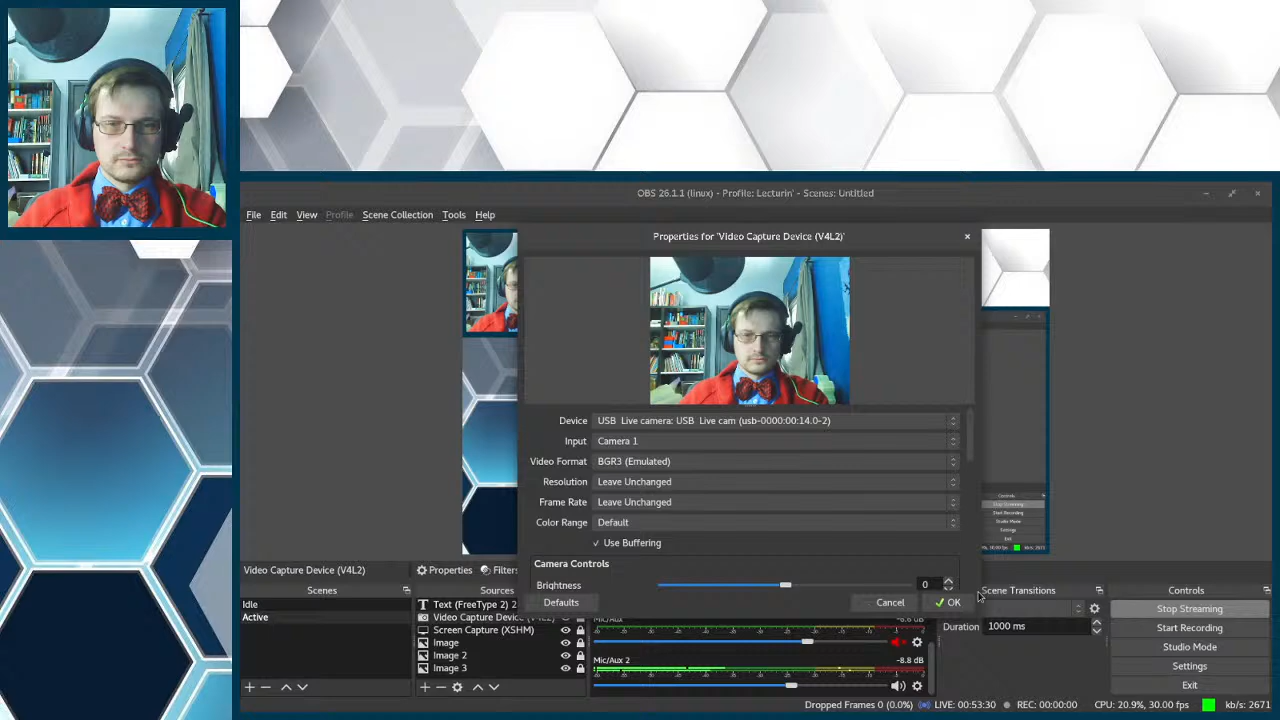 OBS 26.1.1 (linux) - Profile: Lecturin' - Scenes: Untitled
File Edit View Profile Scene Collection Tools Help
Properties for 'Video Capture Device (V4L2)'
Device USB Live camera: USB Live cam (usb-0000:00:14.0-2)
Input Camera 1
Video Format BGR3 (Emulated)
Resolution Leave Unchanged
Frame Rate Leave Unchanged
Color Range Default
✓ Use Buffering
Camera Controls
Brightness 0
Defaults Cancel OK
Video Capture Device (V4L2) Properties Filters
Scenes Sources Scene Transitions Controls
Idle
Active
Text (FreeType 2) 2
Video Capture Device (V4L2)
Screen Capture (XSHM)
Image
Image 2
Image 3
Mic/Aux
Mic/Aux 2 -8.8 dB
Duration 1000 ms
Stop Streaming
Start Recording
Studio Mode
Settings
Exit
Dropped Frames 0 (0.0%) LIVE: 00:53:30 REC: 00:00:00 CPU: 20.9%, 30.00 fps kb/s: 2671